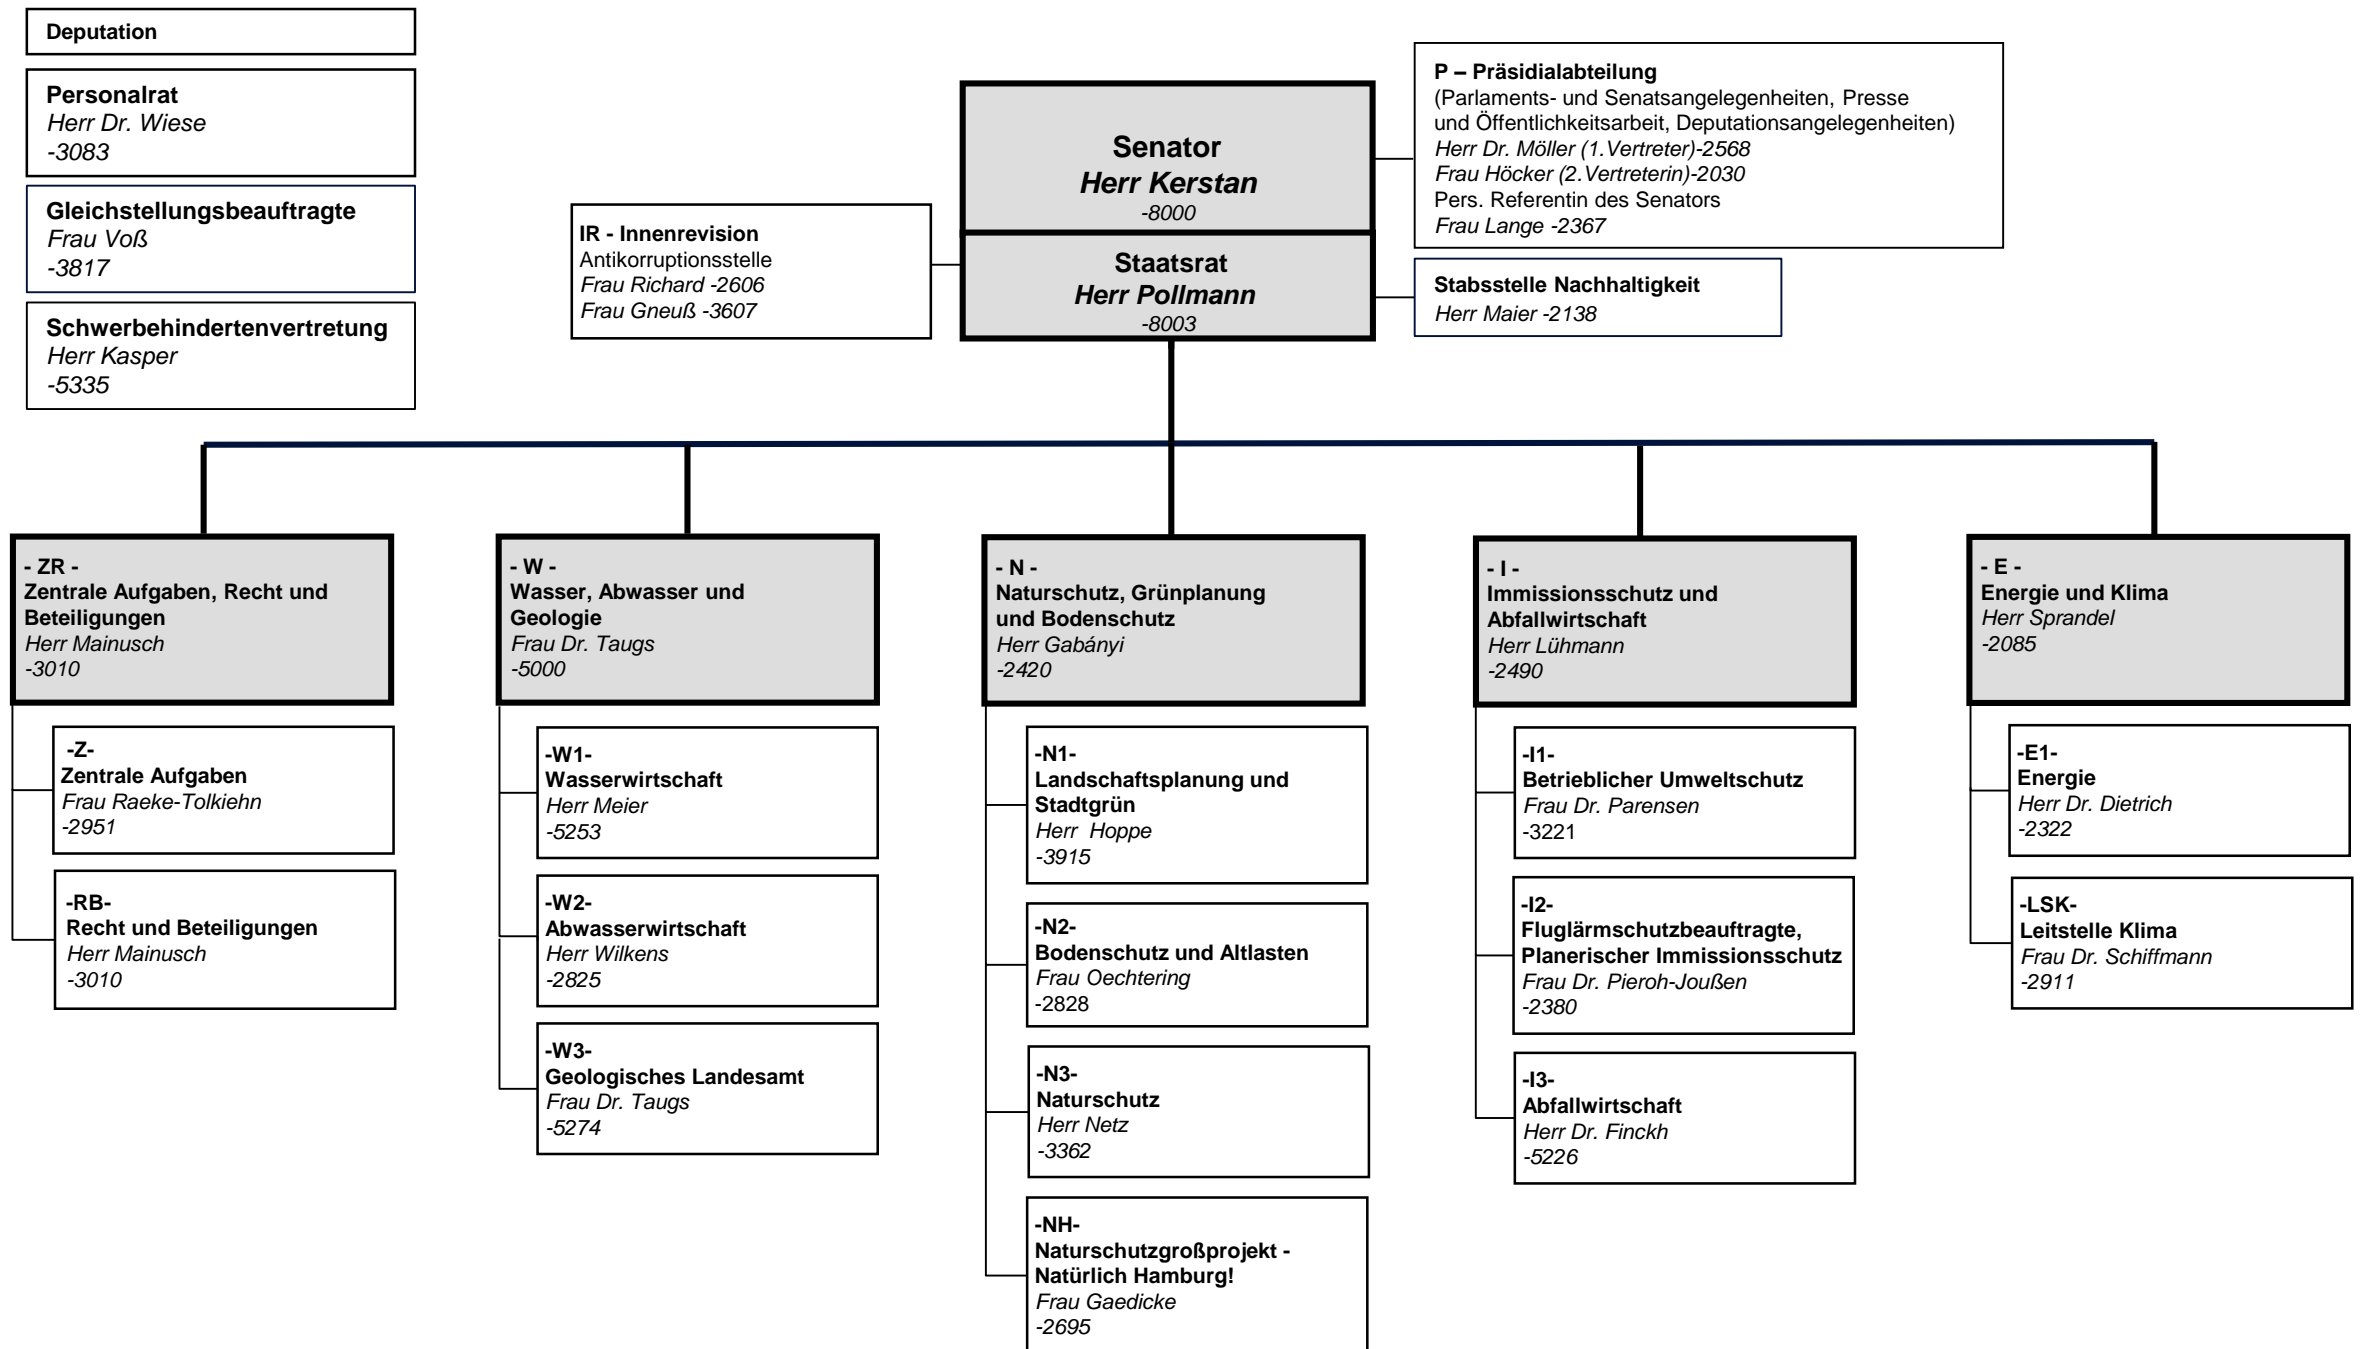 Deputation
Personalrat
Herr Dr. Wiese
-3083
Gleichstellungsbeauftragte
Frau Voß
-3817
Schwerbehindertenvertretung
Herr Kasper
-5335
Senator
Herr Kerstan
-8000
Staatsrat
Herr Pollmann
-8003
IR - Innenrevision
Antikorruptionsstelle
Frau Richard -2606
Frau Gneuß -3607
P – Präsidialabteilung
(Parlaments- und Senatsangelegenheiten, Presse
und Öffentlichkeitsarbeit, Deputationsangelegenheiten)
Herr Dr. Möller (1.Vertreter)-2568
Frau Höcker (2.Vertreterin)-2030
Pers. Referentin des Senators
Frau Lange -2367
Stabsstelle Nachhaltigkeit
Herr Maier -2138
- ZR -
Zentrale Aufgaben, Recht und
Beteiligungen
Herr Mainusch
-3010
-Z-
Zentrale Aufgaben
Frau Raeke-Tolkiehn
-2951
-RB-
Recht und Beteiligungen
Herr Mainusch
-3010
- W -
Wasser, Abwasser und
Geologie
Frau Dr. Taugs
-5000
-W1-
Wasserwirtschaft
Herr Meier
-5253
-W2-
Abwasserwirtschaft
Herr Wilkens
-2825
-W3-
Geologisches Landesamt
Frau Dr. Taugs
-5274
- N -
Naturschutz, Grünplanung
und Bodenschutz
Herr Gabányi
-2420
-N1-
Landschaftsplanung und
Stadtgrün
Herr  Hoppe
-3915
-N2-
Bodenschutz und Altlasten
Frau Oechtering
-2828
-N3-
Naturschutz
Herr Netz
-3362
-NH-
Naturschutzgroßprojekt -
Natürlich Hamburg!
Frau Gaedicke
-2695
- I -
Immissionsschutz und
Abfallwirtschaft
Herr Lühmann
-2490
-I1-
Betrieblicher Umweltschutz
Frau Dr. Parensen
-3221
-I2-
Fluglärmschutzbeauftragte,
Planerischer Immissionsschutz
Frau Dr. Pieroh-Joußen
-2380
-I3-
Abfallwirtschaft
Herr Dr. Finckh
-5226
- E -
Energie und Klima
Herr Sprandel
-2085
-E1-
Energie
Herr Dr. Dietrich
-2322
-LSK-
Leitstelle Klima
Frau Dr. Schiffmann
-2911